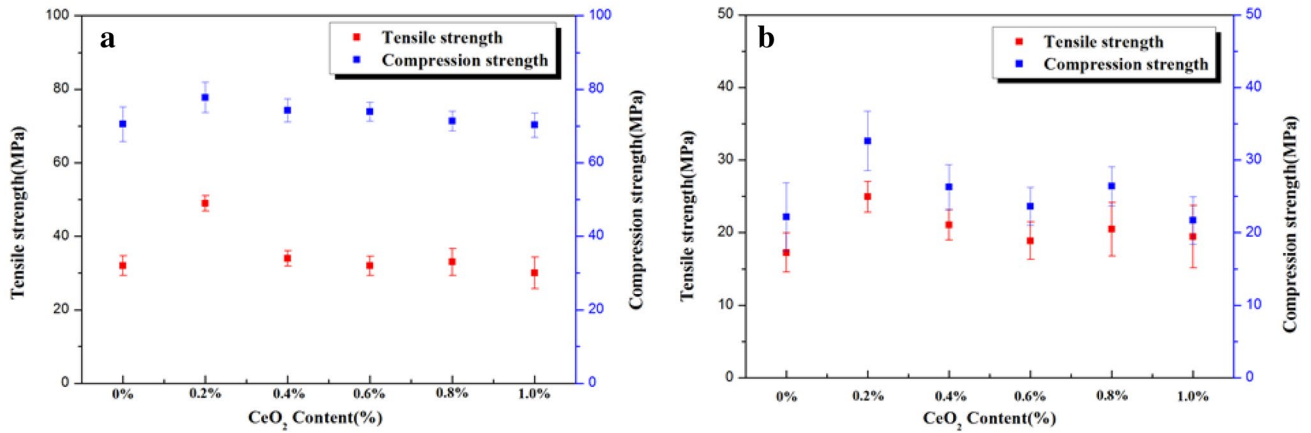 a
Tensile strength
Compression strength
100
80
60
40
20
0
Tensile strength(MPa)
100
80
60
40
20
0
Compression strength(MPa)
0% 0.2% 0.4% 0.6% 0.8% 1.0%
CeO₂ Content(%)
b
Tensile strength
Compression strength
50
40
30
20
10
0
Tensile strength(MPa)
50
40
30
20
10
0
Compression strength(MPa)
0% 0.2% 0.4% 0.6% 0.8% 1.0%
CeO₂ Content(%)